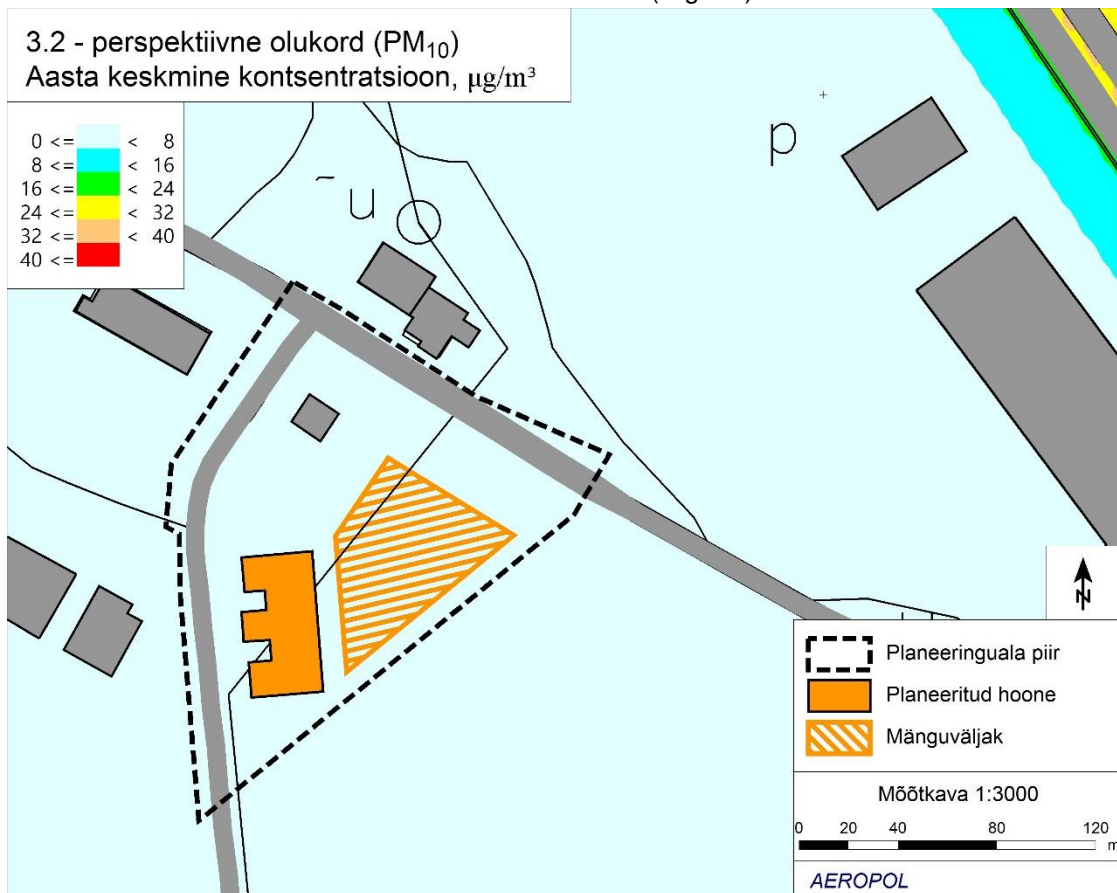 3.2 - perspektiivne olukord (PM₁₀)
Aasta keskmine kontsentratsioon, µg/m³
0 <= < 8
8 <= < 16
16 <= < 24
24 <= < 32
32 <= < 40
40 <=
p
~
u
N
Planeeringuala piir
Planeeritud hoone
Mänguväljak
Mõõtkava 1:3000
0 20 40 80 120
m
AEROPOL